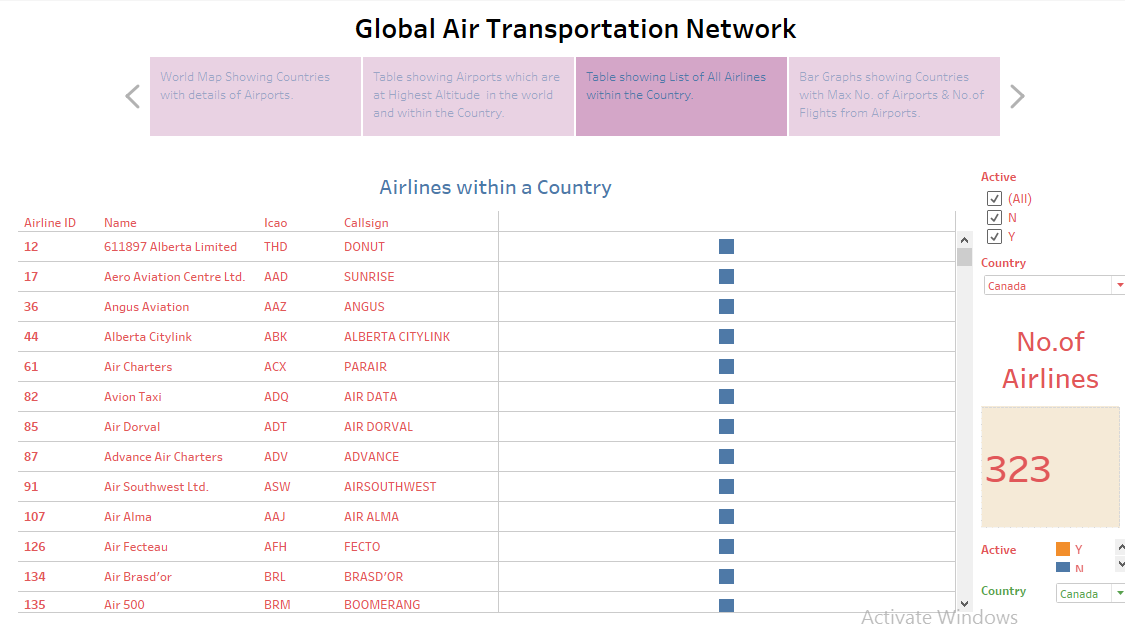 Global Air Transportation Network
World Map Showing Countries
with details of Airports.
Table showing Airports which are
at Highest Altitude in the world
and within the Country.
Table showing List of All Airlines
within the Country.
Bar Graphs showing Countries
with Max No. of Airports & No.of
Flights from Airports.
Airlines within a Country
Airline ID Name Icao Callsign
12 611897 Alberta Limited THD DONUT
17 Aero Aviation Centre Ltd. AAD SUNRISE
36 Angus Aviation AAZ ANGUS
44 Alberta Citylink ABK ALBERTA CITYLINK
61 Air Charters ACX PARAIR
82 Avion Taxi ADQ AIR DATA
85 Air Dorval ADT AIR DORVAL
87 Advance Air Charters ADV ADVANCE
91 Air Southwest Ltd. ASW AIRSOUTHWEST
107 Air Alma AAJ AIR ALMA
126 Air Fecteau AFH FECTO
134 Air Brasd’or BRL BRASD’OR
135 Air 500 BRM BOOMERANG
Active
(All)
N
Y
Country
Canada
No.of
Airlines
323
Active Y
N
Country Canada
Activate Windows